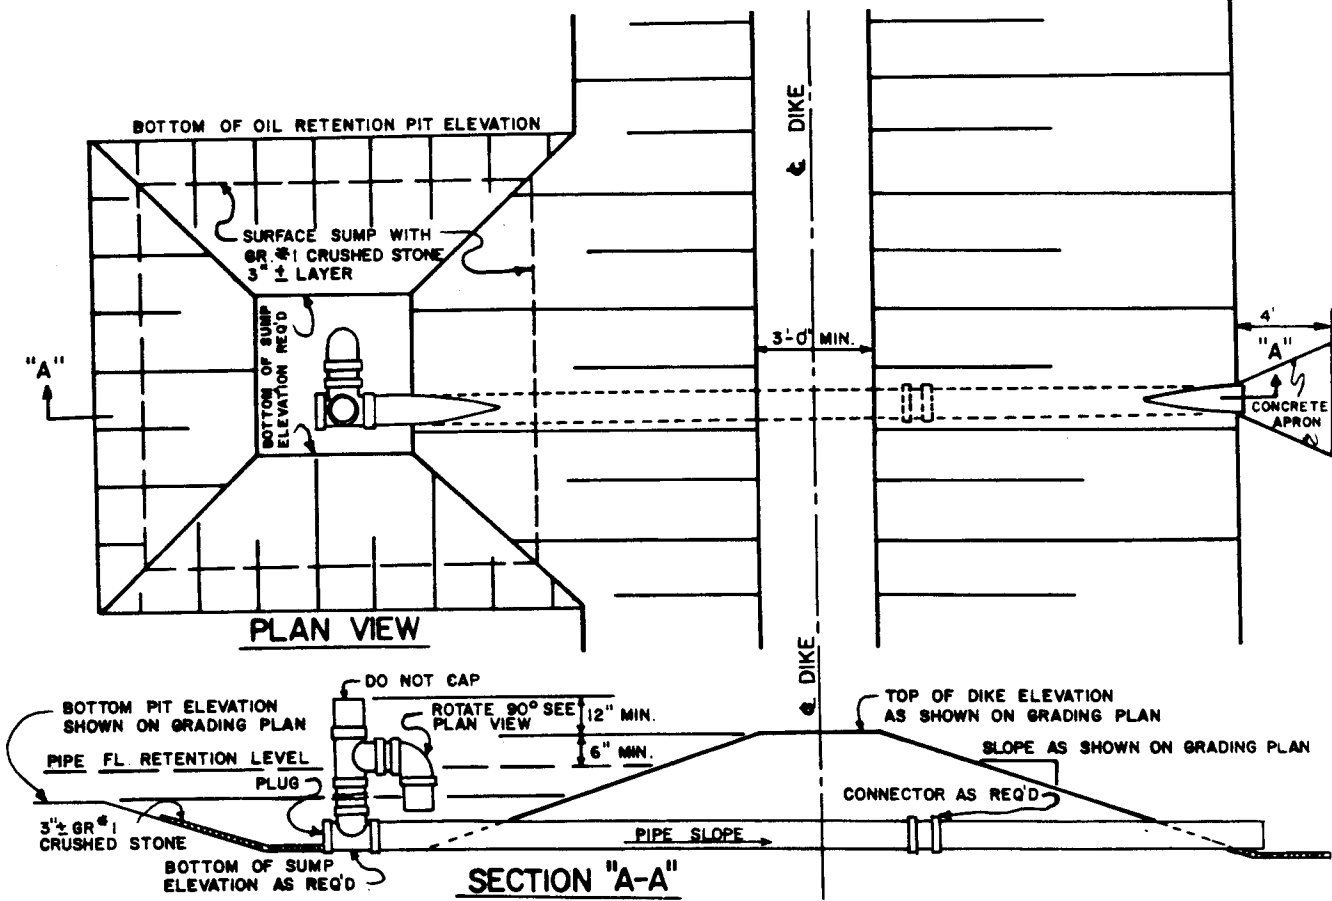 ℄ DIKE
BOTTOM OF OIL RETENTION PIT ELEVATION
SURFACE SUMP WITH
GR #1 CRUSHED STONE
3" ± LAYER
BOTTOM OF SUMP
ELEVATION REQ'D
"A"
3'-0" MIN.
4'
"A"
CONCRETE
APRON
PLAN VIEW
℄ DIKE
DO NOT CAP
BOTTOM PIT ELEVATION
SHOWN ON GRADING PLAN
ROTATE 90° SEE
PLAN VIEW
12" MIN.
6" MIN.
TOP OF DIKE ELEVATION
AS SHOWN ON GRADING PLAN
SLOPE AS SHOWN ON GRADING PLAN
PIPE FL. RETENTION LEVEL
PLUG
CONNECTOR AS REQ'D
3"± GR #1
CRUSHED STONE
PIPE SLOPE
BOTTOM OF SUMP
ELEVATION AS REQ'D
SECTION "A-A"